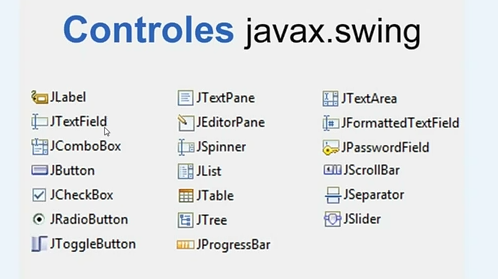 Controles javax.swing
JLabel
JTextField
JComboBox
JButton
JCheckBox
JRadioButton
JToggleButton
JTextPane
JEditorPane
JSpinner
JList
JTable
JTree
JProgressBar
JTextArea
JFormattedTextField
JPasswordField
JScrollBar
JSeparator
JSlider